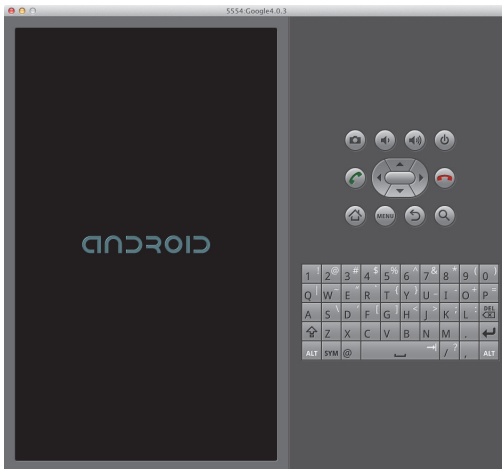 5554:Google4.0.3
ANDROID
MENU
1 ! 2 @ 3 # 4 $ 5 % 6 ^ 7 & 8 * 9 ( 0 )
Q | W ~ E " R ` T { Y } U _ I - O + P =
A S \ D ' F [ G ] H < J > K ; L : DEL
Z X C V B N M .
ALT SYM @ / ? , ALT